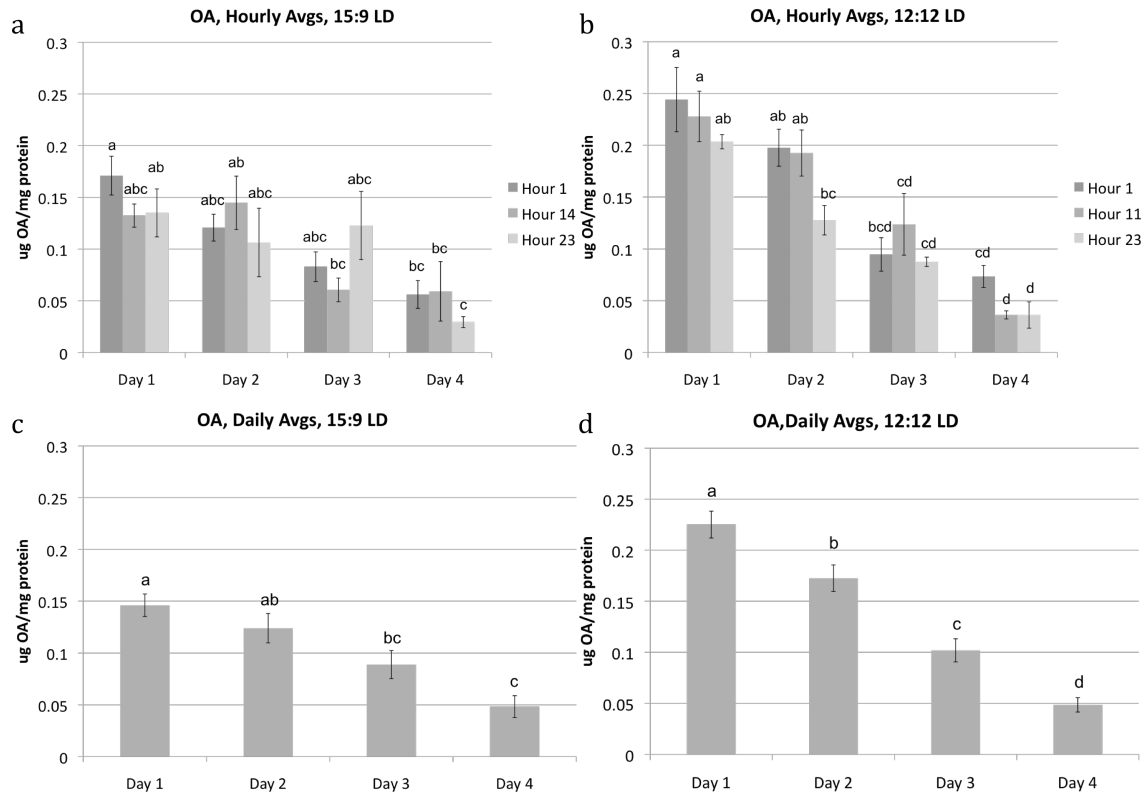 a
OA, Hourly Avgs, 15:9 LD
0.3
0.25
0.2
0.15
0.1
0.05
0
ug OA/mg protein
a
abc
ab
abc
ab
abc
abc
bc
abc
bc
bc
c
Day 1
Day 2
Day 3
Day 4
Hour 1
Hour 14
Hour 23
b
OA, Hourly Avgs, 12:12 LD
0.3
0.25
0.2
0.15
0.1
0.05
0
ug OA/mg protein
a
a
ab
ab
ab
bc
bcd
cd
cd
cd
d
d
Day 1
Day 2
Day 3
Day 4
Hour 1
Hour 11
Hour 23
c
OA, Daily Avgs, 15:9 LD
0.3
0.25
0.2
0.15
0.1
0.05
0
ug OA/mg protein
a
ab
bc
c
Day 1
Day 2
Day 3
Day 4
d
OA,Daily Avgs, 12:12 LD
0.3
0.25
0.2
0.15
0.1
0.05
0
ug OA/mg protein
a
b
c
d
Day 1
Day 2
Day 3
Day 4